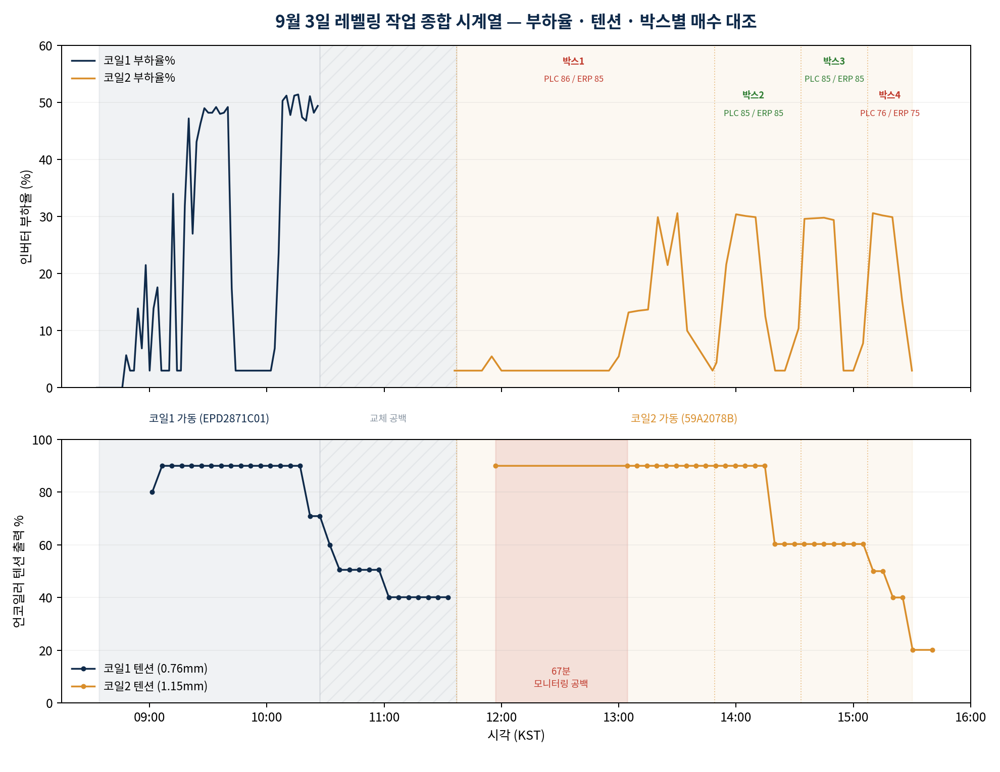 9월 3일 레벨링 작업 종합 시계열 — 부하율 · 텐션 · 박스별 매수 대조
코일1 부하율%
코일2 부하율%
박스1
PLC 86 / ERP 85
박스3
PLC 85 / ERP 85
박스2
PLC 85 / ERP 85
박스4
PLC 76 / ERP 75
인버터 부하율 (%)
60
50
40
30
20
10
0
코일1 가동 (EPD2871C01)
교체 공백
코일2 가동 (59A2078B)
언코일러 텐션 출력 %
100
80
60
40
20
0
코일1 텐션 (0.76mm)
코일2 텐션 (1.15mm)
67분
모니터링 공백
09:00
10:00
11:00
12:00
13:00
14:00
15:00
16:00
시각 (KST)